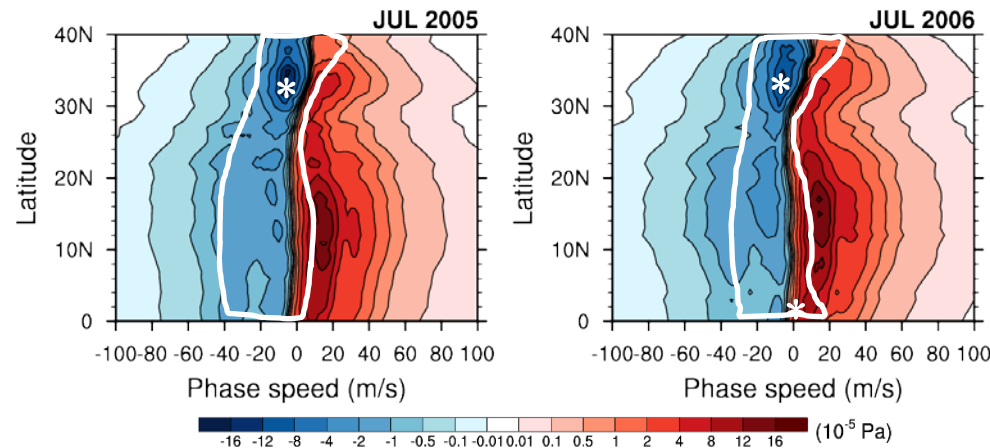 JUL 2005
JUL 2006
40N
30N
20N
10N
0
Latitude
-100 -80 -60 -40 -20 0 20 40 60 80 100
Phase speed (m/s)
40N
30N
20N
10N
0
Latitude
-100 -80 -60 -40 -20 0 20 40 60 80 100
Phase speed (m/s)
-16 -12 -8 -4 -2 -1 -0.5 -0.1 -0.01 0.01 0.1 0.5 1 2 4 8 12 16 (10⁻⁵ Pa)